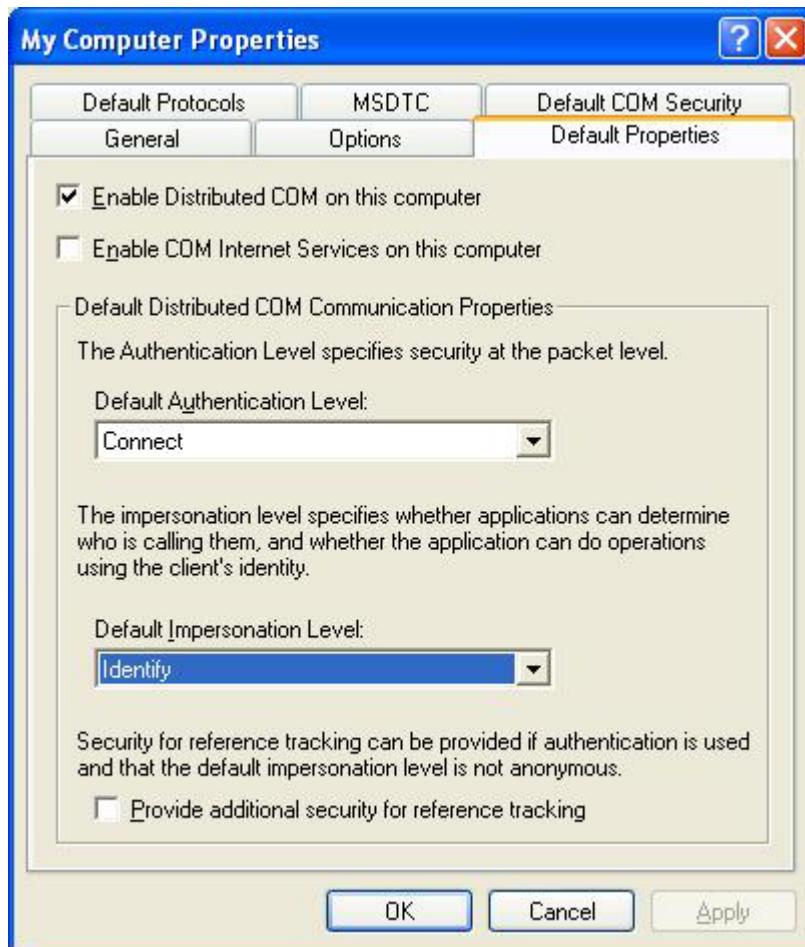 My Computer Properties
Default Protocols MSDTC Default COM Security
General Options Default Properties
Enable Distributed COM on this computer
Enable COM Internet Services on this computer
Default Distributed COM Communication Properties
The Authentication Level specifies security at the packet level.
Default Authentication Level:
Connect
The impersonation level specifies whether applications can determine
who is calling them, and whether the application can do operations
using the client's identity.
Default Impersonation Level:
Identify
Security for reference tracking can be provided if authentication is used
and that the default impersonation level is not anonymous.
Provide additional security for reference tracking
OK Cancel Apply